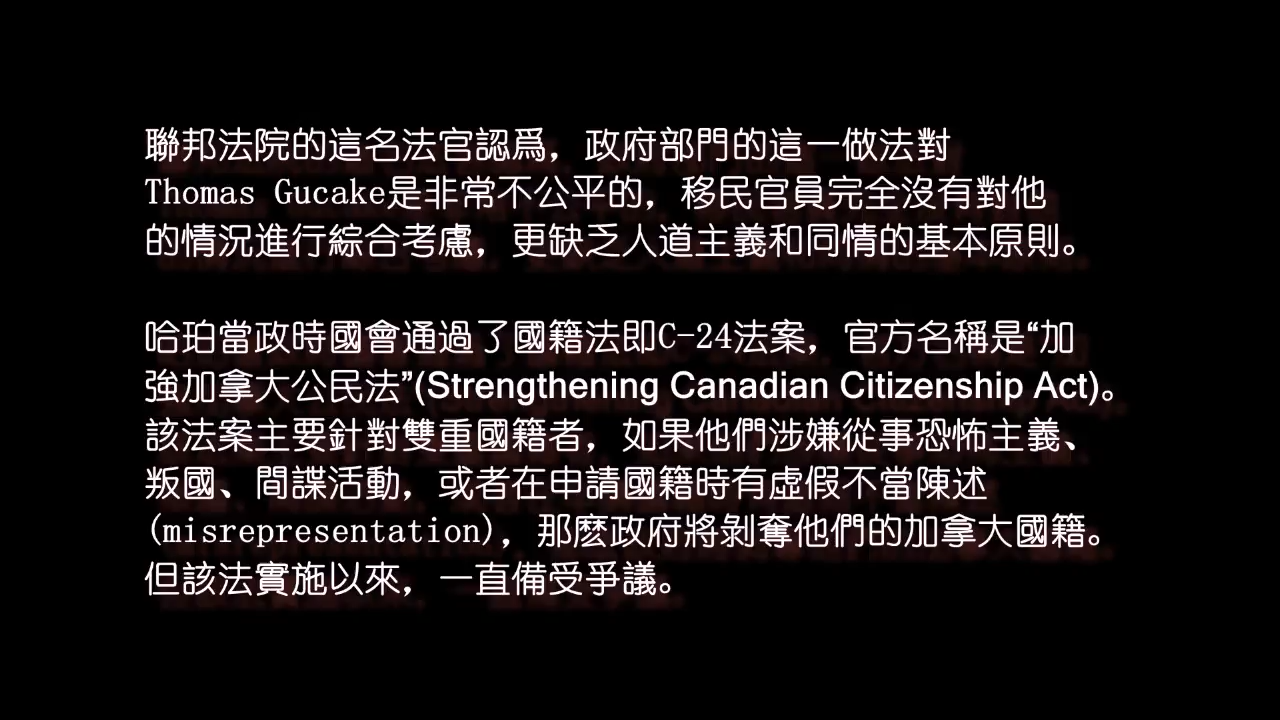 聯邦法院的這名法官認爲，政府部門的這一做法對
Thomas Gucake是非常不公平的，移民官員完全沒有對他
的情況進行綜合考慮，更缺乏人道主義和同情的基本原則。
哈珀當政時國會通過了國籍法即C-24法案，官方名稱是“加
強加拿大公民法”(Strengthening Canadian Citizenship Act)。
該法案主要針對雙重國籍者，如果他們涉嫌從事恐怖主義、
叛國、間諜活動，或者在申請國籍時有虛假不當陳述
(misrepresentation)，那麽政府將剝奪他們的加拿大國籍。
但該法實施以來，一直備受爭議。